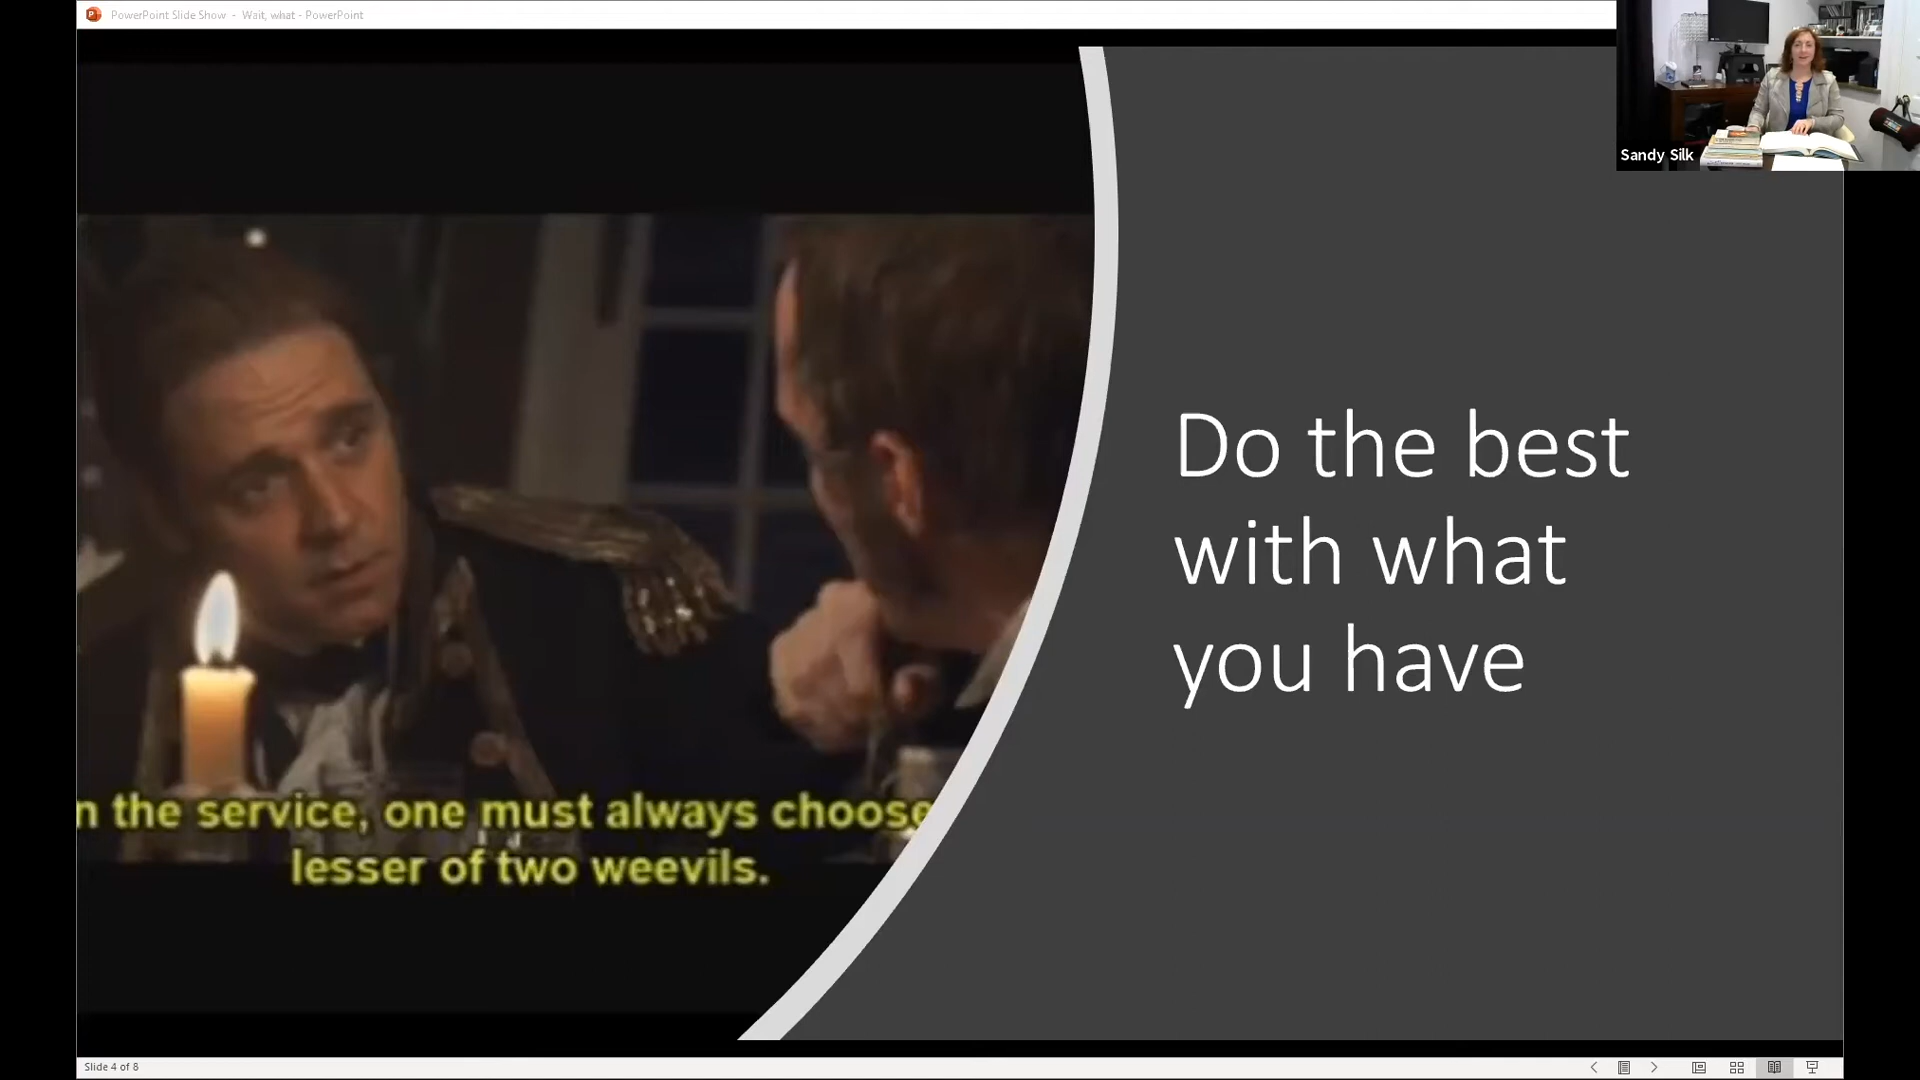 PowerPoint Slide Show - Wait, what - PowerPoint
Sandy Silk
Do the best
with what
you have
n the service, one must always choose
lesser of two weevils.
Slide 4 of 8